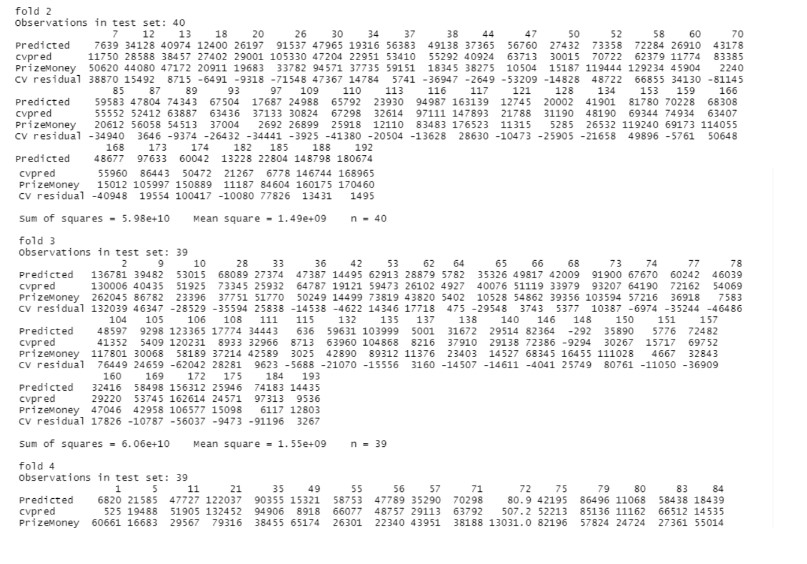 fold 2
Observations in test set: 40
7 12 13 18 20 26 30 34 37 38 44 47 50 52 58 60 70
Predicted 7639 34128 40974 12400 26197 91537 47965 19316 56383 49138 37365 56760 27432 73358 72284 26910 43178
cvpred 11750 28588 38457 27402 29001 105330 47204 22951 53410 55292 40924 63713 30015 70722 62379 11774 83385
PrizeMoney 50620 44080 47172 20911 19683 33782 94571 37735 59151 18345 38275 10504 15187 119444 129234 45904 2240
CV residual 38870 15492 8715 -6491 -9318 -71548 47367 14784 5741 -36947 -2649 -53209 -14828 48722 66855 34130 -81145
85 87 89 93 97 109 110 113 116 117 121 128 134 153 159 166
Predicted 59583 47804 74343 67504 17687 24988 65792 23930 94987 163139 12745 20002 41901 81780 70228 68308
cvpred 55552 52412 63887 63436 37133 30824 67298 32614 97111 147893 21788 31190 48190 69344 74934 63407
PrizeMoney 20612 56058 54513 37004 2692 26899 25918 12110 83483 176523 11315 5285 26532 119240 69173 114055
CV residual -34940 3646 -9374 -26432 -34441 -3925 -41380 -20504 -13628 28630 -10473 -25905 -21658 49896 -5761 50648
168 173 174 182 185 188 192
Predicted 48677 97633 60042 13228 22804 148798 180674
cvpred 55960 86443 50472 21267 6778 146744 168965
PrizeMoney 15012 105997 150889 11187 84604 160175 170460
CV residual -40948 19554 100417 -10080 77826 13431 1495
Sum of squares = 5.98e+10 Mean square = 1.49e+09 n = 40
fold 3
Observations in test set: 39
2 9 10 28 33 36 42 53 62 64 65 66 68 73 74 77 78
Predicted 136781 39482 53015 68089 27374 47387 14495 62913 28879 5782 35326 49817 42009 91900 67670 60242 46039
cvpred 130006 40435 51925 73345 25932 64787 19121 59473 26102 4927 40076 51119 33979 93207 64190 72162 54069
PrizeMoney 262045 86782 23396 37751 51770 50249 14499 73819 43820 5402 10528 54862 39356 103594 57216 36918 7583
CV residual 132039 46347 -28529 -35594 25838 -14538 -4622 14346 17718 475 -29548 3743 5377 10387 -6974 -35244 -46486
104 105 106 108 111 115 132 135 137 138 140 146 148 150 151 157
Predicted 48597 9298 123365 17774 34443 636 59631 103999 5001 31672 29514 82364 -292 35890 5776 72482
cvpred 41352 5409 120231 8933 32966 8713 63960 104868 8216 37910 29138 72386 -9294 30267 15717 69752
PrizeMoney 117801 30068 58189 37214 42589 3025 42890 89312 11376 23403 14527 68345 16455 111028 4667 32843
CV residual 76449 24659 -62042 28281 9623 -5688 -21070 -15556 3160 -14507 -14611 -4041 25749 80761 -11050 -36909
160 169 172 175 184 193
Predicted 32416 58498 156312 25946 74183 14435
cvpred 29220 53745 162614 24571 97313 9536
PrizeMoney 47046 42958 106577 15098 6117 12803
CV residual 17826 -10787 -56037 -9473 -91196 3267
Sum of squares = 6.06e+10 Mean square = 1.55e+09 n = 39
fold 4
Observations in test set: 39
1 5 11 21 35 49 55 56 57 71 72 75 79 80 83 84
Predicted 6820 21585 47727 122037 90355 15321 58753 47789 35290 70298 80.9 42195 86496 11068 58438 18439
cvpred 525 19488 51905 132452 94906 8918 66077 48757 29113 63792 507.2 52213 85136 11162 66512 14535
PrizeMoney 60661 16683 29567 79316 38455 65174 26301 22340 43951 38188 13031.0 82196 57824 24724 27361 55014